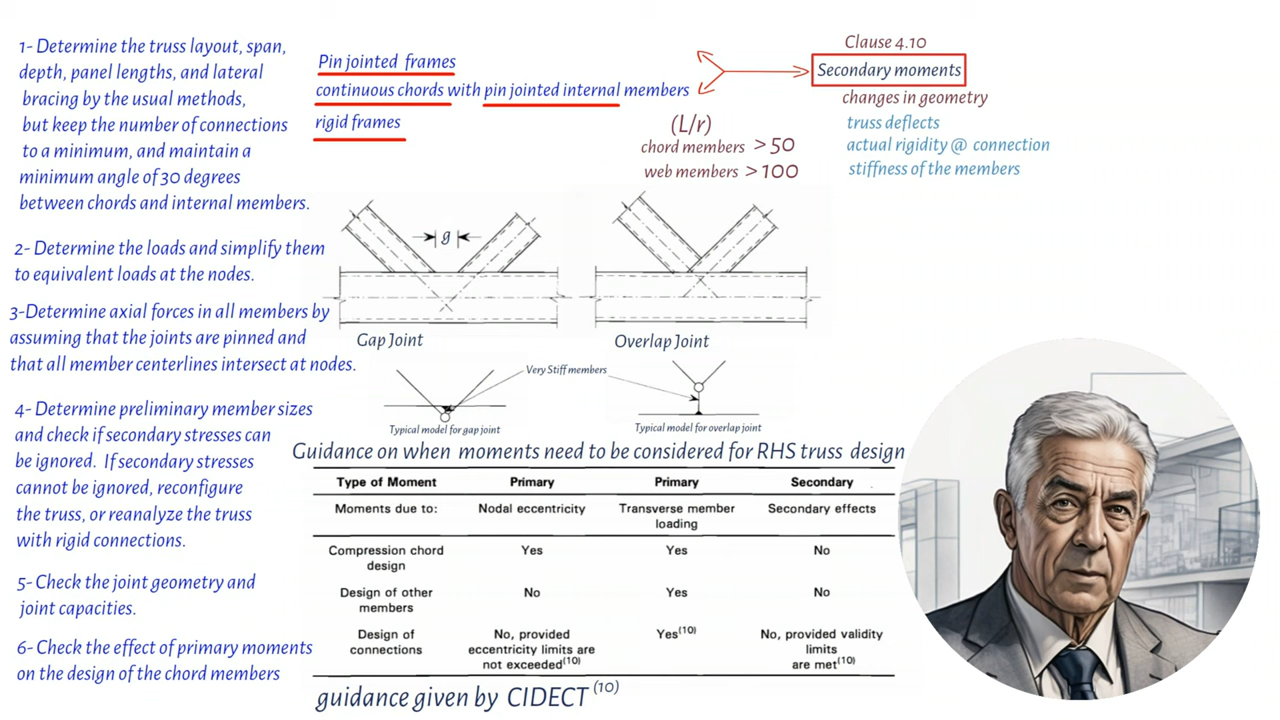 1- Determine the truss layout, span,
depth, panel lengths, and lateral
bracing by the usual methods,
but keep the number of connections
to a minimum, and maintain a
minimum angle of 30 degrees
between chords and internal members.
2- Determine the loads and simplify them
to equivalent loads at the nodes.
3-Determine axial forces in all members by
assuming that the joints are pinned and
that all member centerlines intersect at nodes.
4- Determine preliminary member sizes
and check if secondary stresses can
be ignored. If secondary stresses
cannot be ignored, reconfigure
the truss, or reanalyze the truss
with rigid connections.
5- Check the joint geometry and
joint capacities.
6- Check the effect of primary moments
on the design of the chord members
Pin jointed frames
continuous chords with pin jointed internal members
rigid frames
(L/r)
chord members > 50
web members > 100
Clause 4.10
Secondary moments
changes in geometry
truss deflects
actual rigidity @ connection
stiffness of the members
g
Gap Joint
Overlap Joint
Very Stiff members
Typical model for gap joint
Typical model for overlap joint
Guidance on when moments need to be considered for RHS truss design
Type of Moment Primary Primary Secondary
Moments due to: Nodal eccentricity Transverse member loading Secondary effects
Compression chord design Yes Yes No
Design of other members No Yes No
Design of connections No, provided eccentricity limits are not exceeded(10) Yes(10) No, provided validity limits are met(10)
guidance given by CIDECT (10)